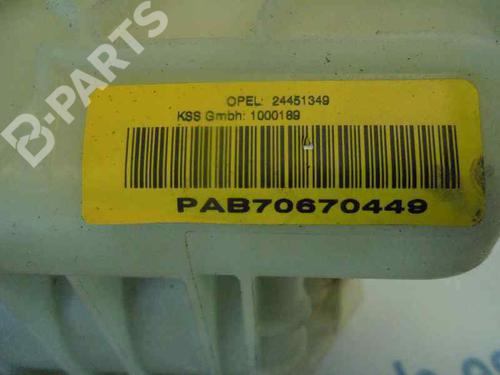 B-PARTS
OPEL: 24451349
KSS Gmbh: 1000189
PAB70670449